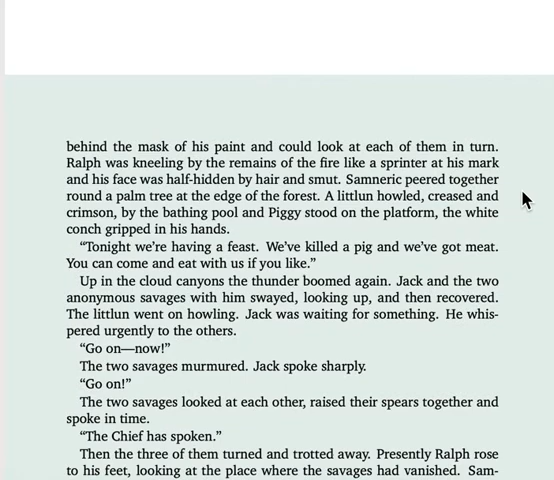 behind the mask of his paint and could look at each of them in turn.
Ralph was kneeling by the remains of the fire like a sprinter at his mark
and his face was half-hidden by hair and smut. Samneric peered together
round a palm tree at the edge of the forest. A littlun howled, creased and
crimson, by the bathing pool and Piggy stood on the platform, the white
conch gripped in his hands.
“Tonight we’re having a feast. We’ve killed a pig and we’ve got meat.
You can come and eat with us if you like.”
Up in the cloud canyons the thunder boomed again. Jack and the two
anonymous savages with him swayed, looking up, and then recovered.
The littlun went on howling. Jack was waiting for something. He whis-
pered urgently to the others.
“Go on—now!”
The two savages murmured. Jack spoke sharply.
“Go on!”
The two savages looked at each other, raised their spears together and
spoke in time.
“The Chief has spoken.”
Then the three of them turned and trotted away. Presently Ralph rose
to his feet, looking at the place where the savages had vanished. Sam-